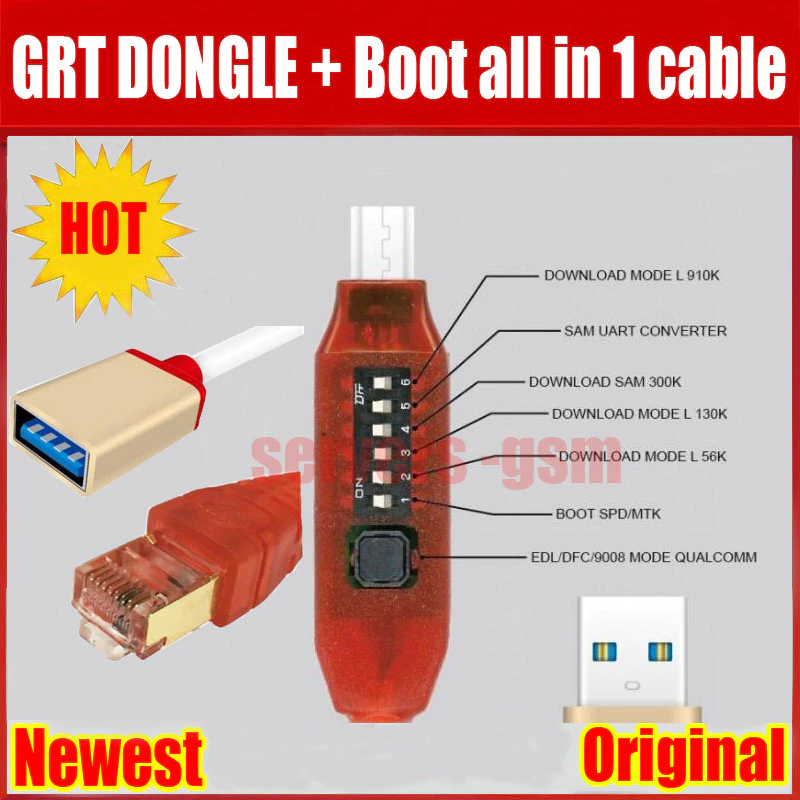 GRT DONGLE + Boot all in 1 cable
HOT
DOWNLOAD MODE L 910K
SAM UART CONVERTER
DOWNLOAD SAM 300K
DOWNLOAD MODE L 130K
DOWNLOAD MODE L 56K
BOOT SPD/MTK
EDL/DFC/9008 MODE QUALCOMM
OFF
ON
6
5
4
3
2
1
servers -gsm
Newest
Original